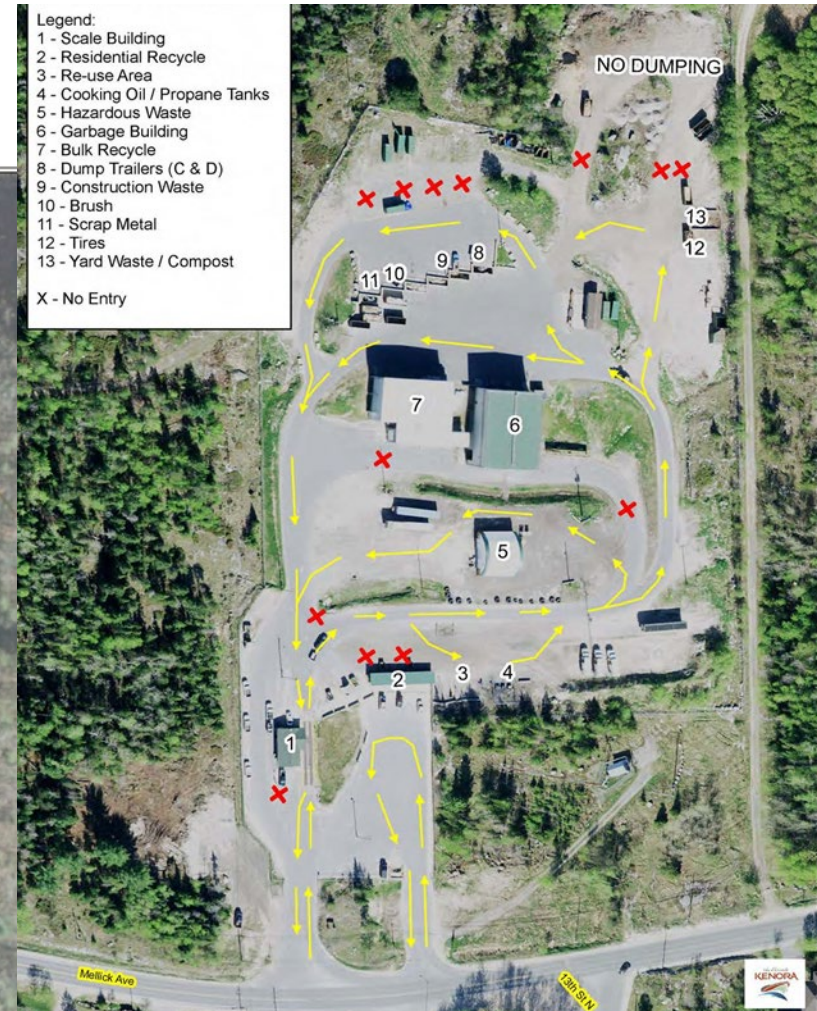 Legend:
1 - Scale Building
2 - Residential Recycle
3 - Re-use Area
4 - Cooking Oil / Propane Tanks
5 - Hazardous Waste
6 - Garbage Building
7 - Bulk Recycle
8 - Dump Trailers (C & D)
9 - Construction Waste
10 - Brush
11 - Scrap Metal
12 - Tires
13 - Yard Waste / Compost
X - No Entry
NO DUMPING
13
12
8
9
10
11
7
6
5
2
3
4
1
Mellick Ave
13th St N
KENORA